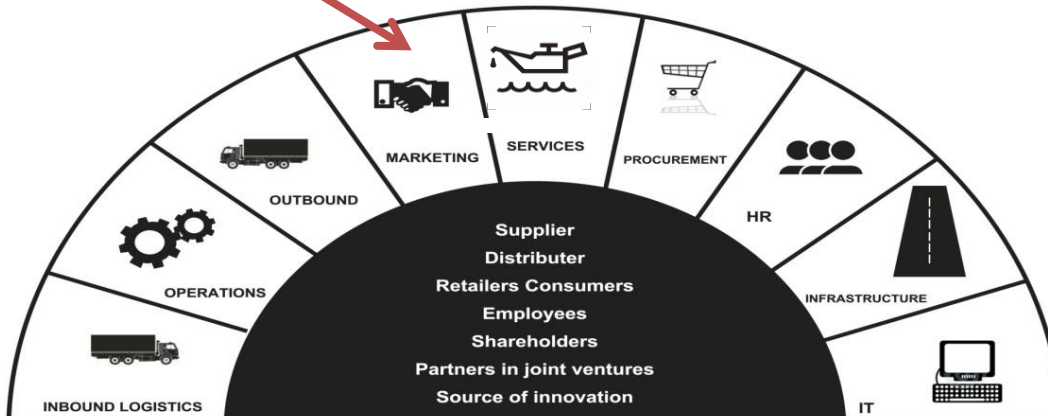 MARKETING
SERVICES
PROCUREMENT
OUTBOUND
HR
OPERATIONS
INFRASTRUCTURE
INBOUND LOGISTICS
IT
Supplier
Distributer
Retailers Consumers
Employees
Shareholders
Partners in joint ventures
Source of innovation